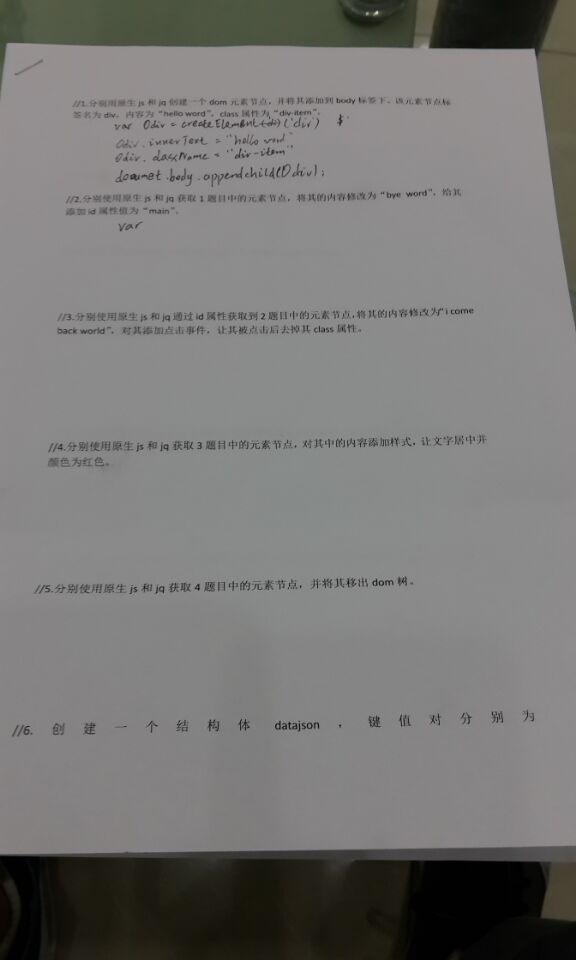 //1.分别用原生 js 和 jq 创建一个 dom 元素节点，并将其添加到 body 标签下。该元素节点标
签名为 div，内容为“hello word”，class 属性为“div-item”。
var Odiv = createElement ('div') $
Odiv.innerText = "hello word"
Odiv.className = "div-item"
documet.body.appendchild(Odiv);
//2.分别使用原生 js 和 jq 获取 1 题目中的元素节点，将其的内容修改为“bye word”，给其
添加 id 属性值为“main”。
var
//3.分别使用原生 js 和 jq 通过 id 属性获取到 2 题目中的元素节点，将其的内容修改为“i come
back world”，对其添加点击事件，让其被点击后去掉其 class 属性。
//4.分别使用原生 js 和 jq 获取 3 题目中的元素节点，对其中的内容添加样式，让文字居中并
颜色为红色。
//5.分别使用原生 js 和 jq 获取 4 题目中的元素节点，并将其移出 dom 树。
//6. 创建一个结构体 datajson ，键值对分别为